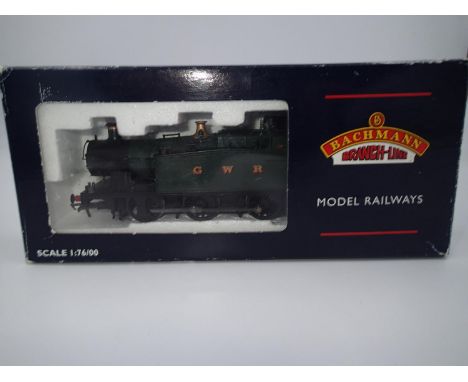 B
BACHMANN
BRANCH-LINE
G W R
MODEL RAILWAYS
SCALE 1:76/00